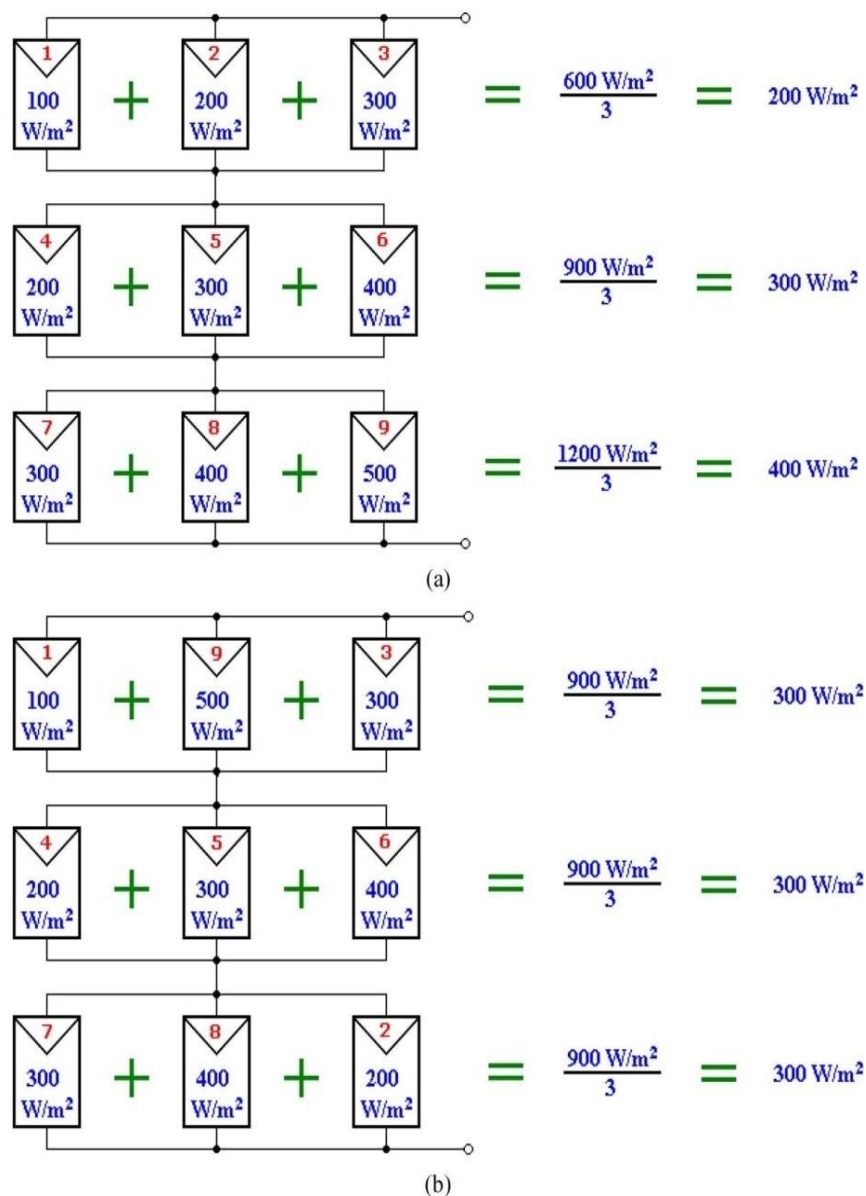 1 2 3
100 W/m² + 200 W/m² + 300 W/m² = 600 W/m² / 3 = 200 W/m²
4 5 6
200 W/m² + 300 W/m² + 400 W/m² = 900 W/m² / 3 = 300 W/m²
7 8 9
300 W/m² + 400 W/m² + 500 W/m² = 1200 W/m² / 3 = 400 W/m²
(a)
1 9 3
100 W/m² + 500 W/m² + 300 W/m² = 900 W/m² / 3 = 300 W/m²
4 5 6
200 W/m² + 300 W/m² + 400 W/m² = 900 W/m² / 3 = 300 W/m²
7 8 2
300 W/m² + 400 W/m² + 200 W/m² = 900 W/m² / 3 = 300 W/m²
(b)